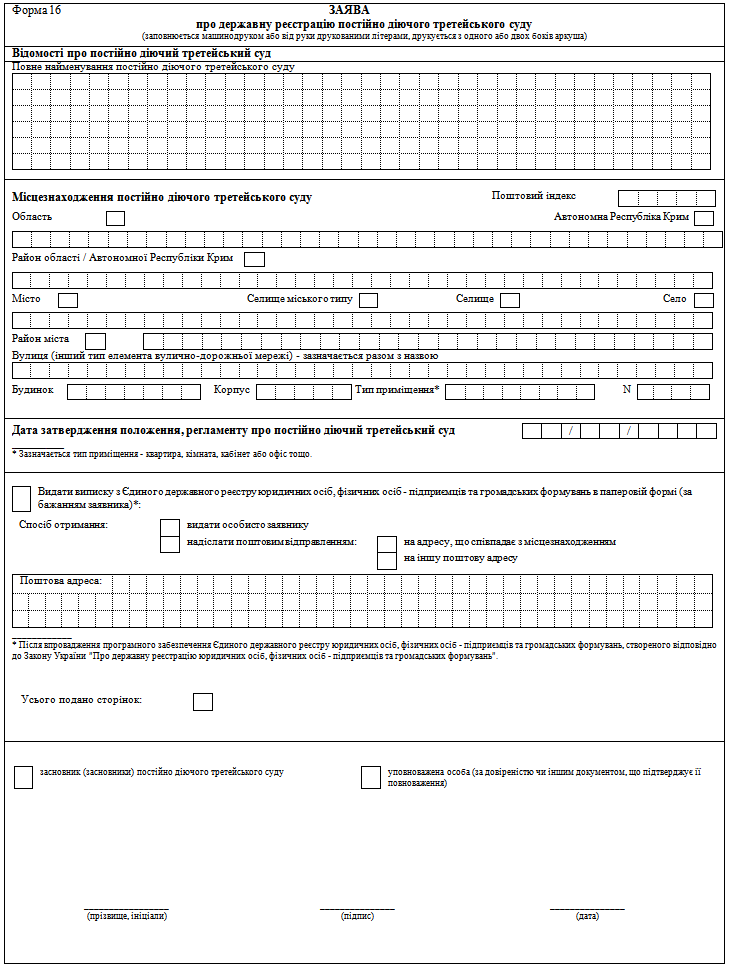 Форма 16
ЗАЯВА
про державну реєстрацію постійно діючого третейського суду
(заповнюється машинодруком або від руки друкованими літерами, друкується з одного або двох боків аркуша)
Відомості про постійно діючий третейський суд
Повне найменування постійно діючого третейського суду
Місцезнаходження постійно діючого третейського суду Поштовий індекс
Область Автономна Республіка Крим
Район області / Автономної Республіки Крим
Місто Селище міського типу Селище Село
Район міста
Вулиця (інший тип елемента вулично-дорожньої мережі) - зазначається разом з назвою
Будинок Корпус Тип приміщення* N
Дата затвердження положення, регламенту про постійно діючий третейський суд / /
* Зазначається тип приміщення - квартира, кімната, кабінет або офіс тощо.
Видати виписку з Єдиного державного реєстру юридичних осіб, фізичних осіб - підприємців та громадських формувань в паперовій формі (за
бажанням заявника)*:
Спосіб отримання: видати особисто заявнику
надіслати поштовим відправленням: на адресу, що співпадає з місцезнаходженням
на іншу поштову адресу
Поштова адреса:
* Після впровадження програмного забезпечення Єдиного державного реєстру юридичних осіб, фізичних осіб - підприємців та громадських формувань, створеного відповідно
до Закону України "Про державну реєстрацію юридичних осіб, фізичних осіб - підприємців та громадських формувань".
Усього подано сторінок:
засновник (засновники) постійно діючого третейського суду уповноважена особа (за довіреністю чи іншим документом, що підтверджує її
повноваження)
(прізвище, ініціали) (підпис) (дата)